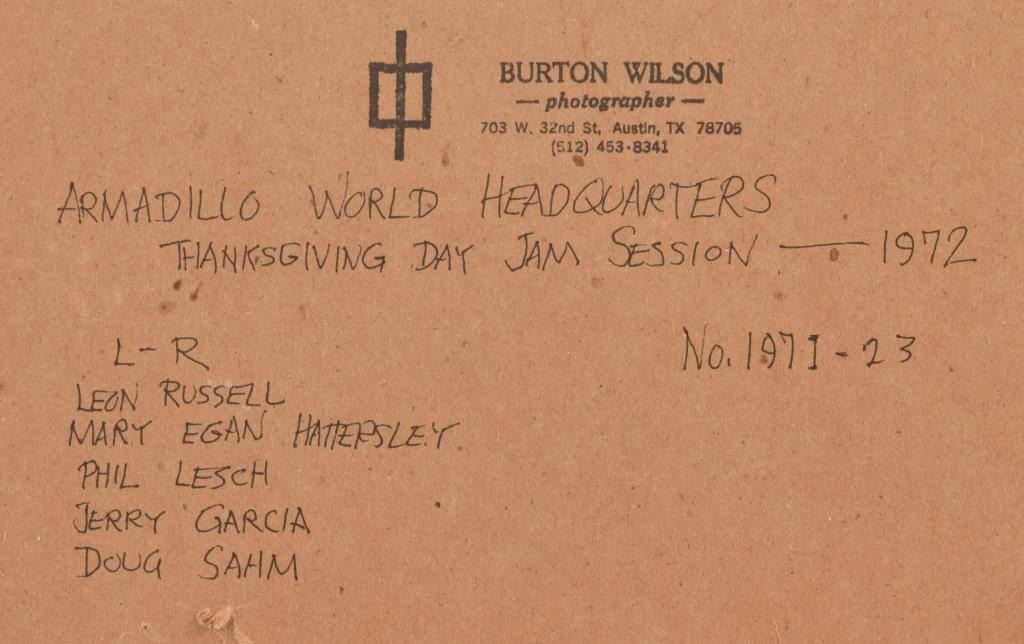 BURTON WILSON
— photographer —
703 W. 32nd St, Austin, TX 78705
(512) 453-8341
ARMADILLO WORLD HEADQUARTERS
THANKSGIVING DAY JAM SESSION — 1972
L-R
No. 1971-23
LEON RUSSELL
MARY EGAN HATTERSLEY
PHIL LESCH
JERRY GARCIA
DOUG SAHM